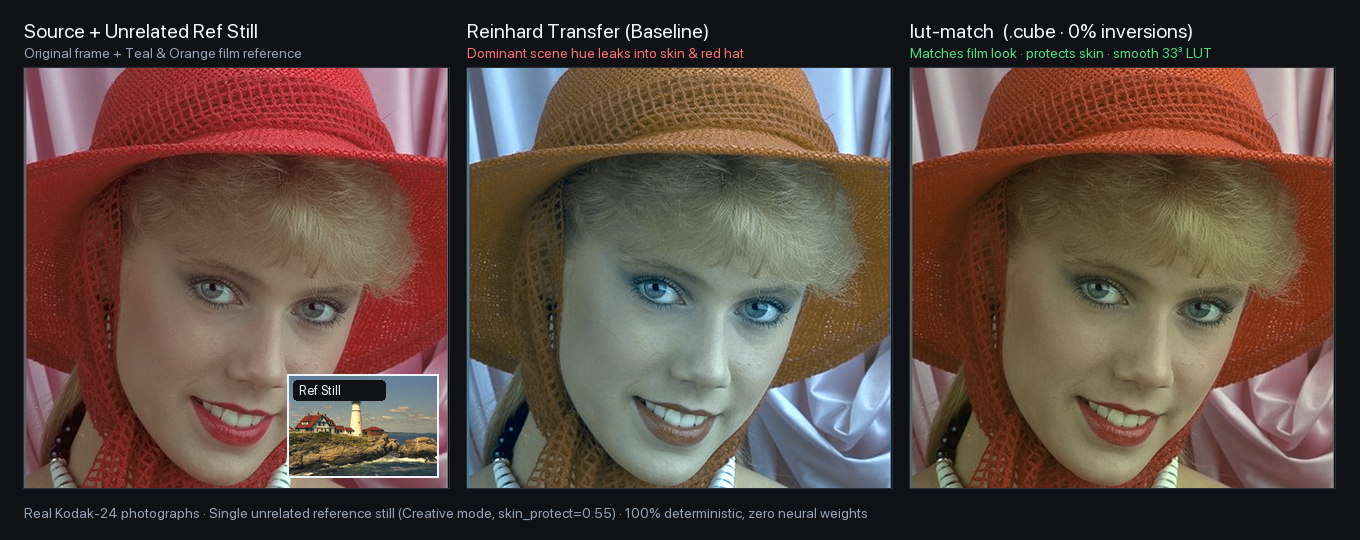 Source + Unrelated Ref Still
Original frame + Teal & Orange film reference
Reinhard Transfer (Baseline)
Dominant scene hue leaks into skin & red hat
lut-match (.cube · 0% inversions)
Matches film look · protects skin · smooth 33³ LUT
Ref Still
Real Kodak-24 photographs · Single unrelated reference still (Creative mode, skin_protect=0.55) · 100% deterministic, zero neural weights